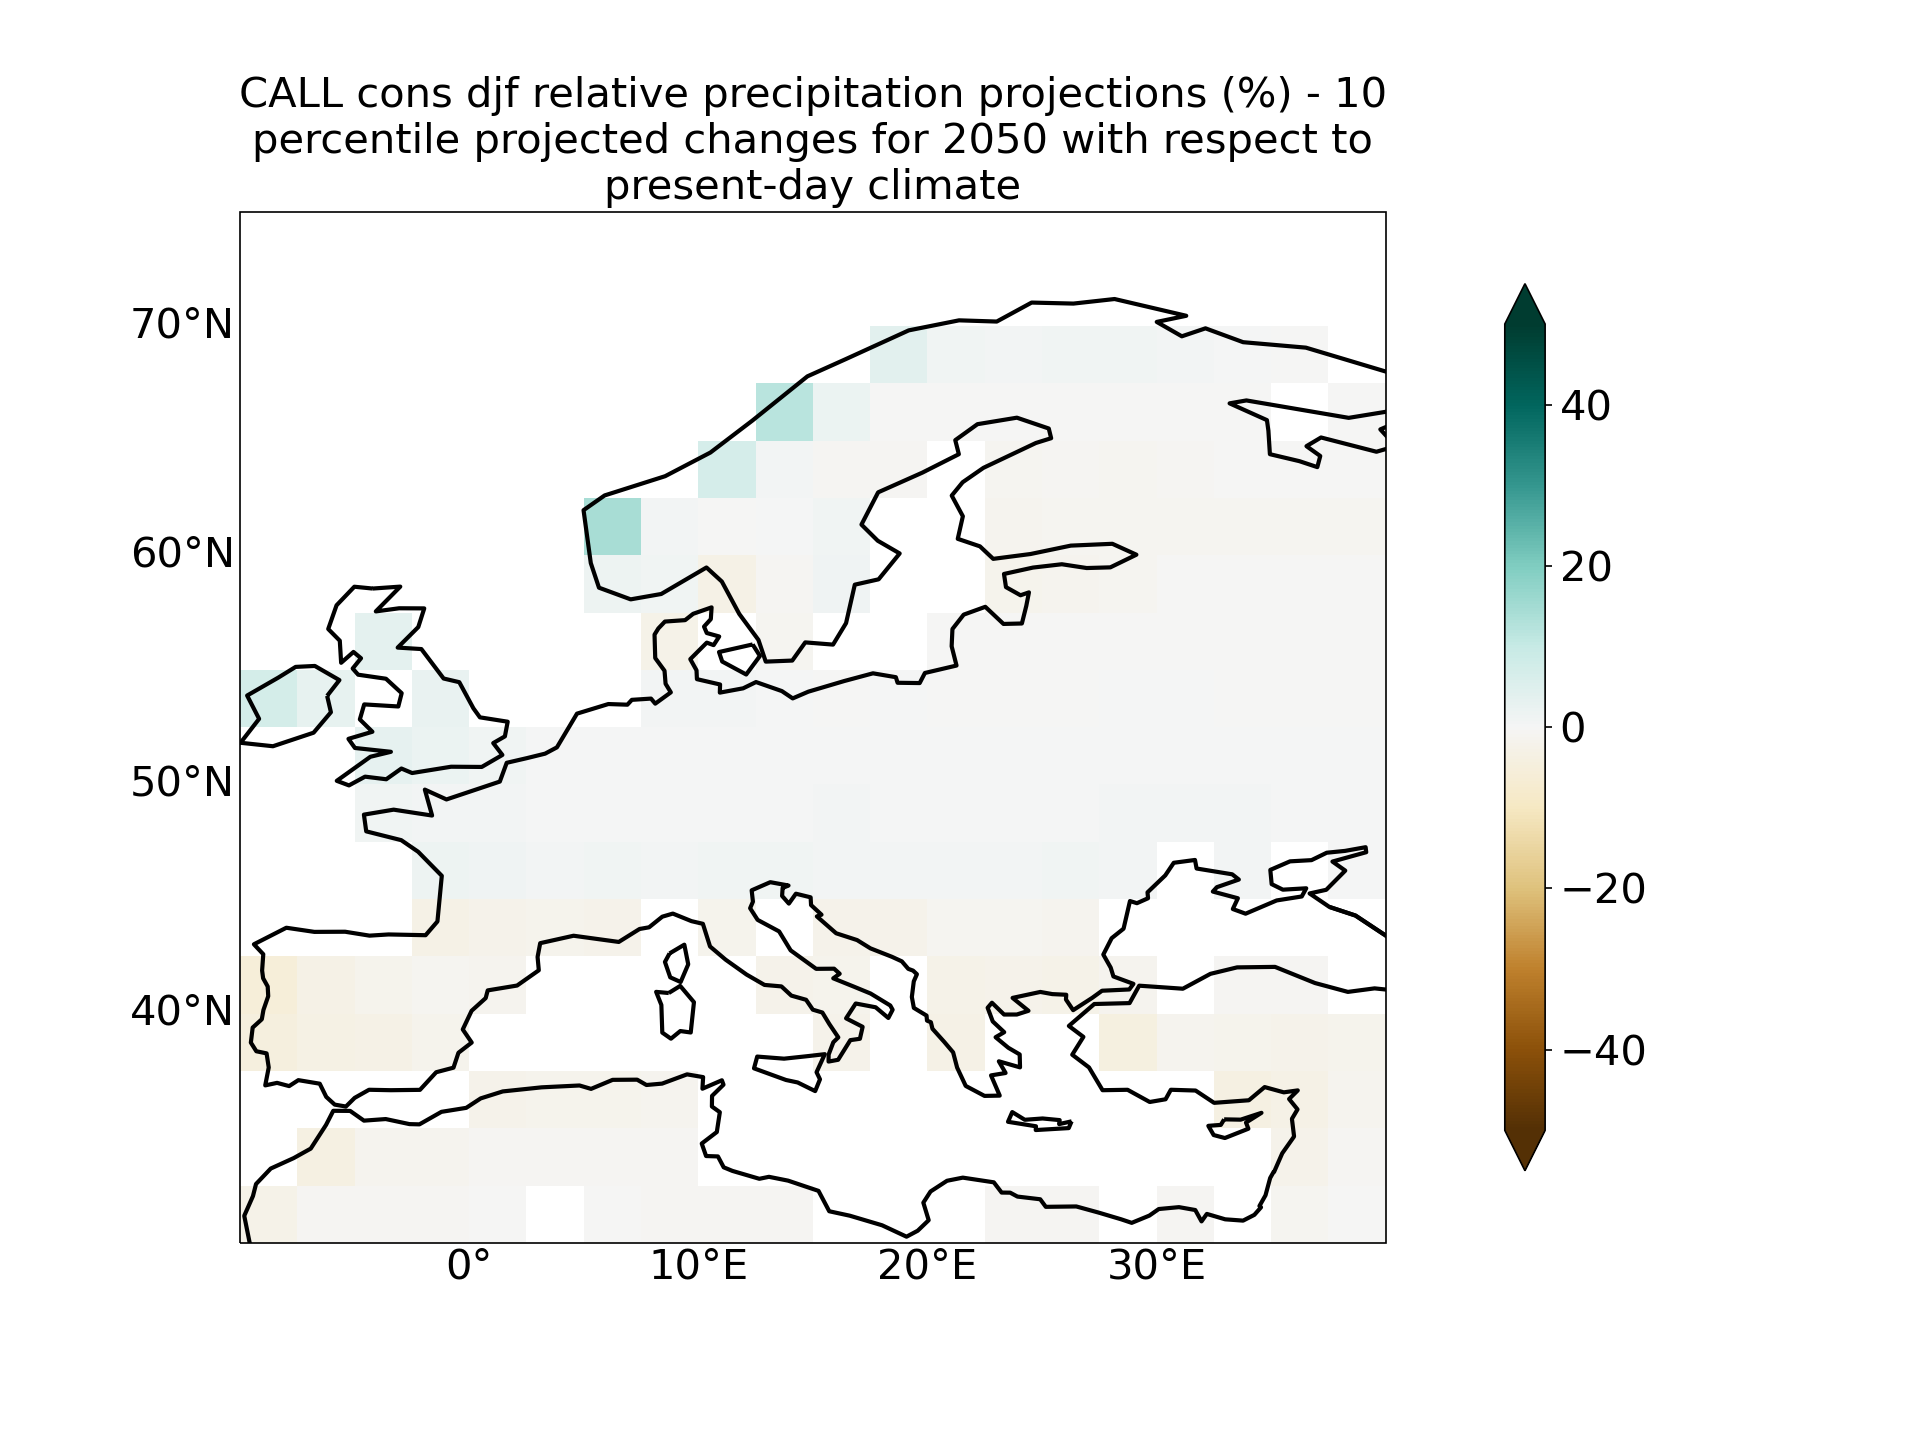 CALL cons djf relative precipitation projections (%) - 10
percentile projected changes for 2050 with respect to
present-day climate
70°N
60°N
50°N
40°N
0°
10°E
20°E
30°E
40
20
0
−20
−40